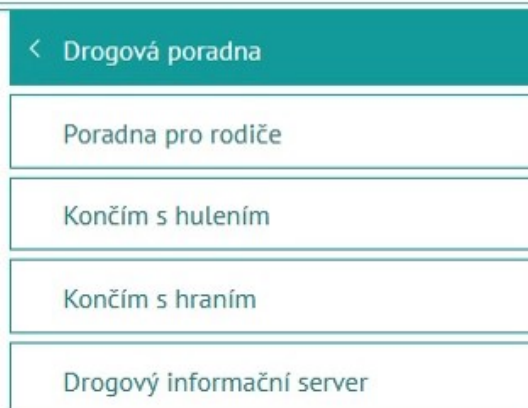 Drogová poradna
Poradna pro rodiče
Končím s hulením
Končím s hraním
Drogový informační server